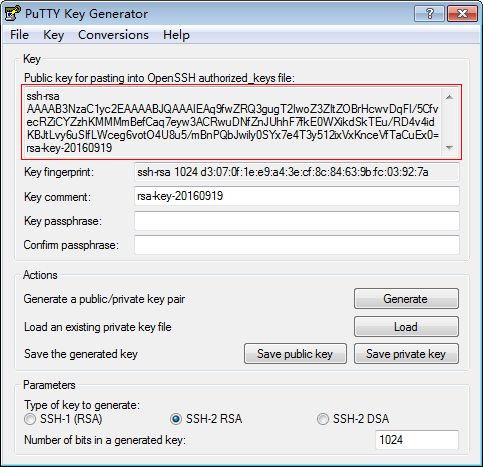 PuTTY Key Generator
File Key Conversions Help
Key
Public key for pasting into OpenSSH authorized_keys file:
ssh-rsa
AAAAB3NzaC1yc2EAAAABJQAAAIEAq9fwZRQ3gugT2lwoZ3ZltZOBrHcwvDqFl/5Cfv
ecRZiCYZzhKMMMmBefCaq7eyw3ACRwuDNfZnJUhhF7fkE0WXikdSkTEu/RD4v4id
KBJtLvy6uSlfLWceg6votO4U8u5/mBnPQbJwily0SYx7e4T3y512ixVxKnceVfTaCuEx0=
rsa-key-20160919
Key fingerprint:
ssh-rsa 1024 d3:07:0f:1e:e9:a4:3e:cf:8c:84:63:9b:fc:03:92:7a
Key comment:
rsa-key-20160919
Key passphrase:
Confirm passphrase:
Actions
Generate a public/private key pair
Generate
Load an existing private key file
Load
Save the generated key
Save public key
Save private key
Parameters
Type of key to generate:
SSH-1 (RSA)
SSH-2 RSA
SSH-2 DSA
Number of bits in a generated key:
1024